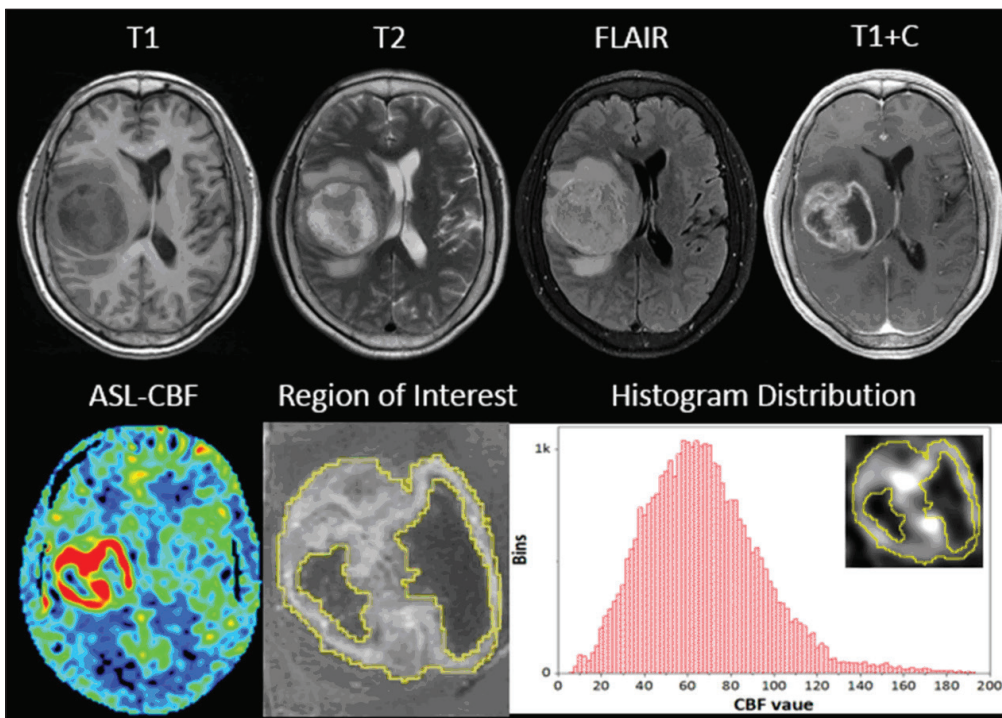 T1 T2 FLAIR T1+C
ASL-CBF Region of Interest Histogram Distribution
1k
Bins
0
0 20 40 60 80 100 120 140 160 180 200
CBF vaue